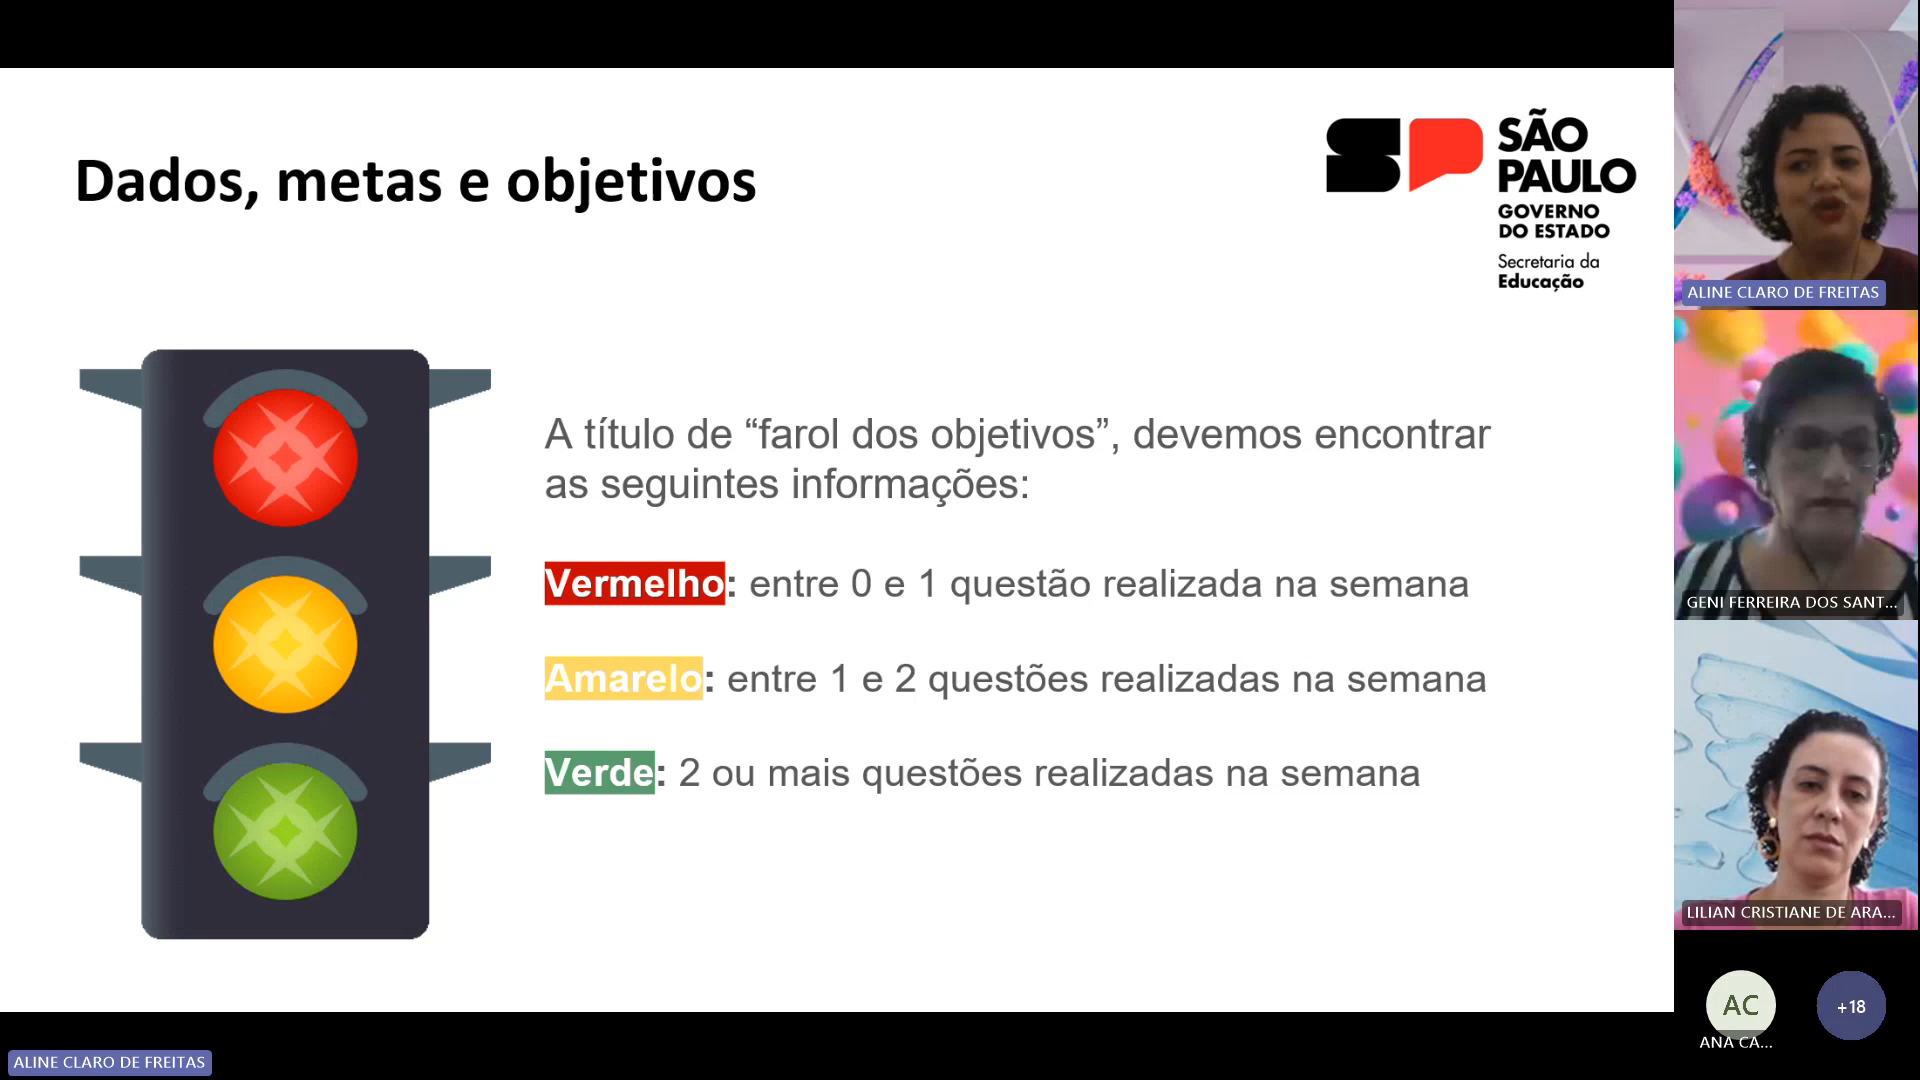 Dados, metas e objetivos
SÃO
PAULO
GOVERNO
DO ESTADO
Secretaria da
Educação
A título de “farol dos objetivos”, devemos encontrar
as seguintes informações:
Vermelho: entre 0 e 1 questão realizada na semana
Amarelo: entre 1 e 2 questões realizadas na semana
Verde: 2 ou mais questões realizadas na semana
ALINE CLARO DE FREITAS
GENI FERREIRA DOS SANT...
LILIAN CRISTIANE DE ARA...
AC
+18
ANA CA...
ALINE CLARO DE FREITAS